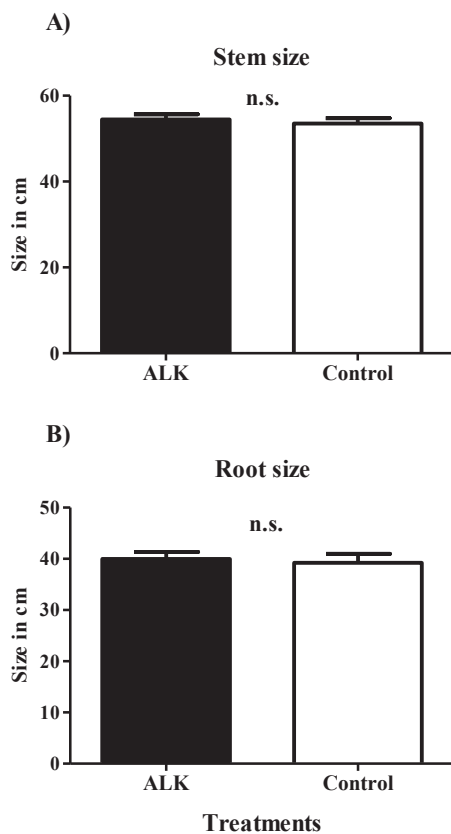 A)
Stem size
n.s.
60
40
20
0
Size in cm
ALK Control
B)
Root size
n.s.
50
40
30
20
10
0
Size in cm
ALK Control
Treatments